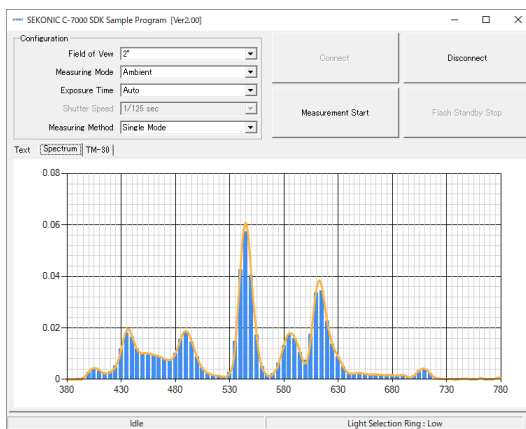 SEKONIC C-7000 SDK Sample Program [Ver2.00]
Configuration
Field of Vew 2°
Measuring Mode Ambient
Exposure Time Auto
Shutter Speed 1/125 sec
Measuring Method Single Mode
Connect
Disconnect
Measurement Start
Flash Standby Stop
Text Spectrum TM-30
0.08
0.06
0.04
0.02
0
380 430 480 530 580 630 680 730 780
Idle Light Selection Ring : Low